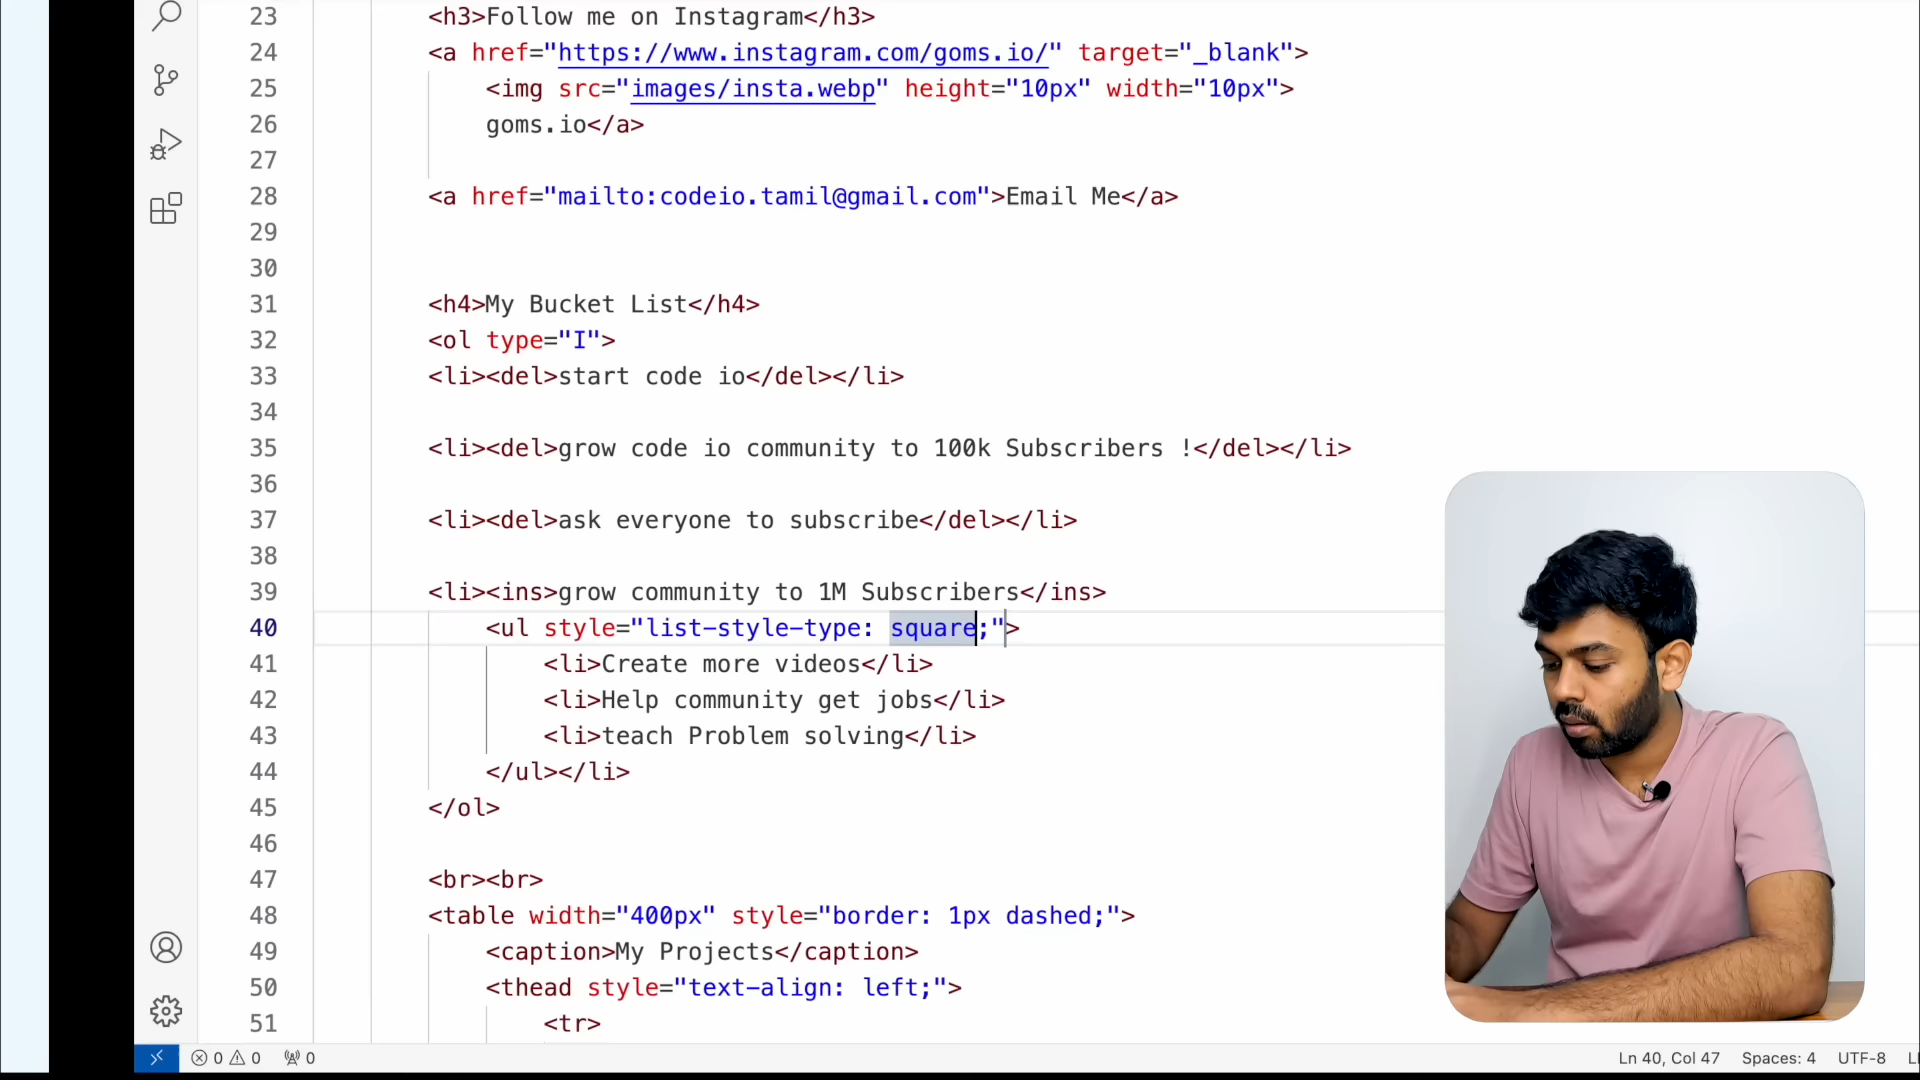 23 <h3>Follow me on Instagram</h3>
24 <a href="https://www.instagram.com/goms.io/" target="_blank">
25 <img src="images/insta.webp" height="10px" width="10px">
26 goms.io</a>
27
28 <a href="mailto:codeio.tamil@gmail.com">Email Me</a>
29
30
31 <h4>My Bucket List</h4>
32 <ol type="I">
33 <li><del>start code io</del></li>
34
35 <li><del>grow code io community to 100k Subscribers !</del></li>
36
37 <li><del>ask everyone to subscribe</del></li>
38
39 <li><ins>grow community to 1M Subscribers</ins>
40 <ul style="list-style-type: square;">
41 <li>Create more videos</li>
42 <li>Help community get jobs</li>
43 <li>teach Problem solving</li>
44 </ul></li>
45 </ol>
46
47 <br><br>
48 <table width="400px" style="border: 1px dashed;">
49 <caption>My Projects</caption>
50 <thead style="text-align: left;">
51 <tr>
0 0 0 Ln 40, Col 47 Spaces: 4 UTF-8